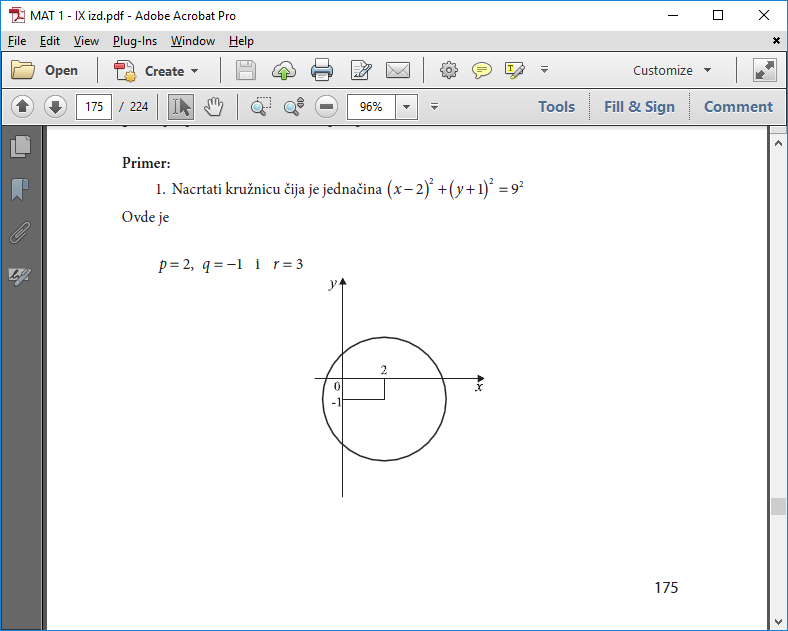 MAT 1 - IX izd.pdf - Adobe Acrobat Pro
File Edit View Plug-Ins Window Help
Open Create Customize
175 / 224 96% Tools Fill & Sign Comment
Primer:
1. Nacrtati kružnicu čija je jednačina (x − 2)² + (y + 1)² = 9²
Ovde je
p = 2, q = −1 i r = 3
y
2
0
x
-1
175